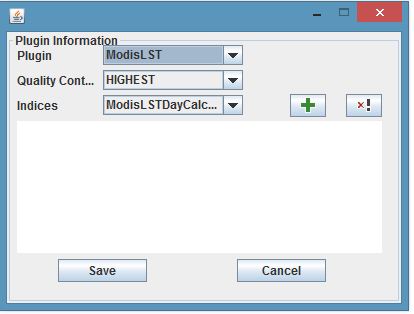 Plugin Information
Plugin ModisLST
Quality Cont... HIGHEST
Indices ModisLSTDayCalc...
Save Cancel